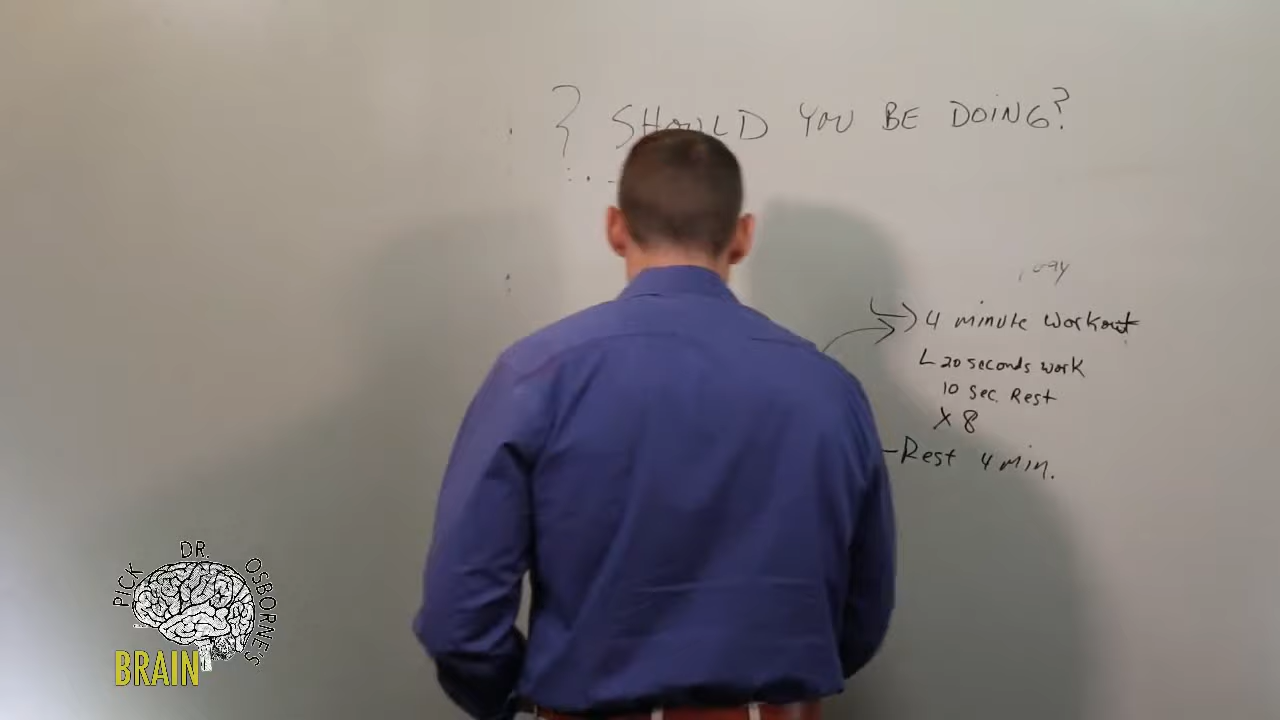 ? SHOULD YOU BE DOING?
4 minute workout
20 seconds work
10 sec. Rest
X 8
-Rest 4 min.
PICK DR. OSBORNE'S
BRAIN